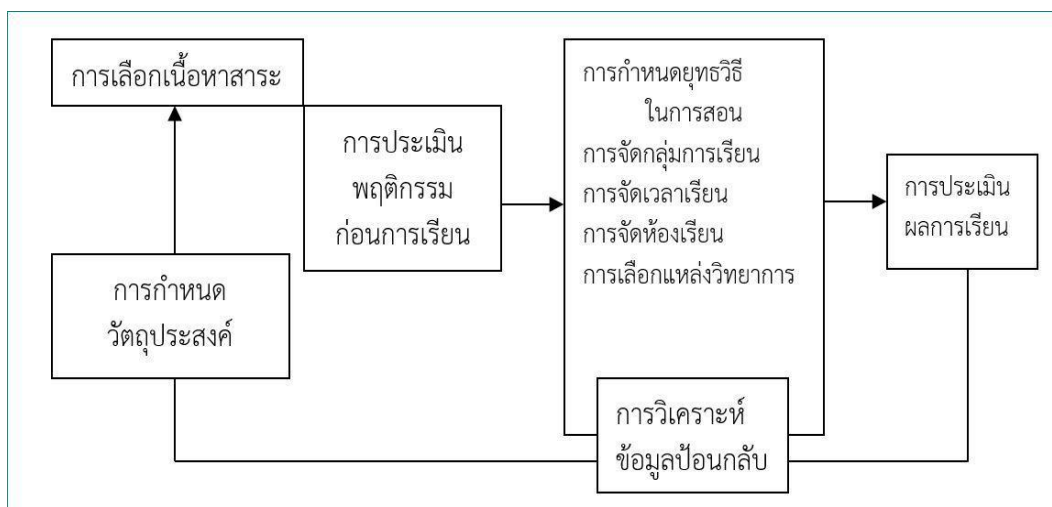 การเลือกเนื้อหาสาระ
การประเมิน
พฤติกรรม
ก่อนการเรียน
การกำหนด
วัตถุประสงค์
การกำหนดยุทธวิธี
ในการสอน
การจัดกลุ่มการเรียน
การจัดเวลาเรียน
การจัดห้องเรียน
การเลือกแหล่งวิทยาการ
การประเมิน
ผลการเรียน
การวิเคราะห์
ข้อมูลป้อนกลับ